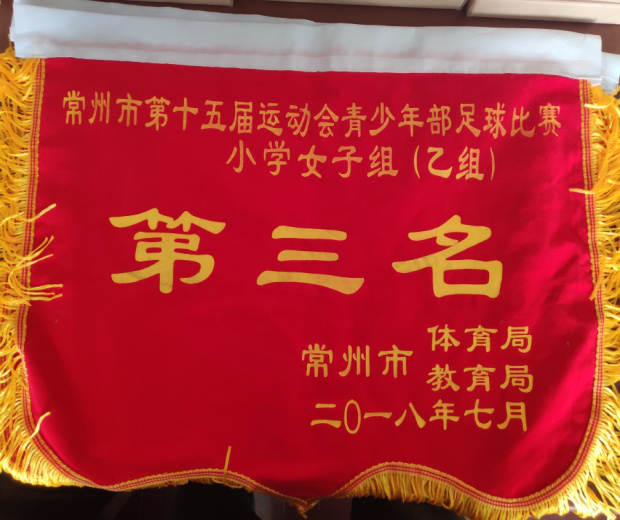 常州市第十五届运动会青少年部足球比赛
小学女子组（乙组）
第三名
常州市
体育局
教育局
二〇一八年七月